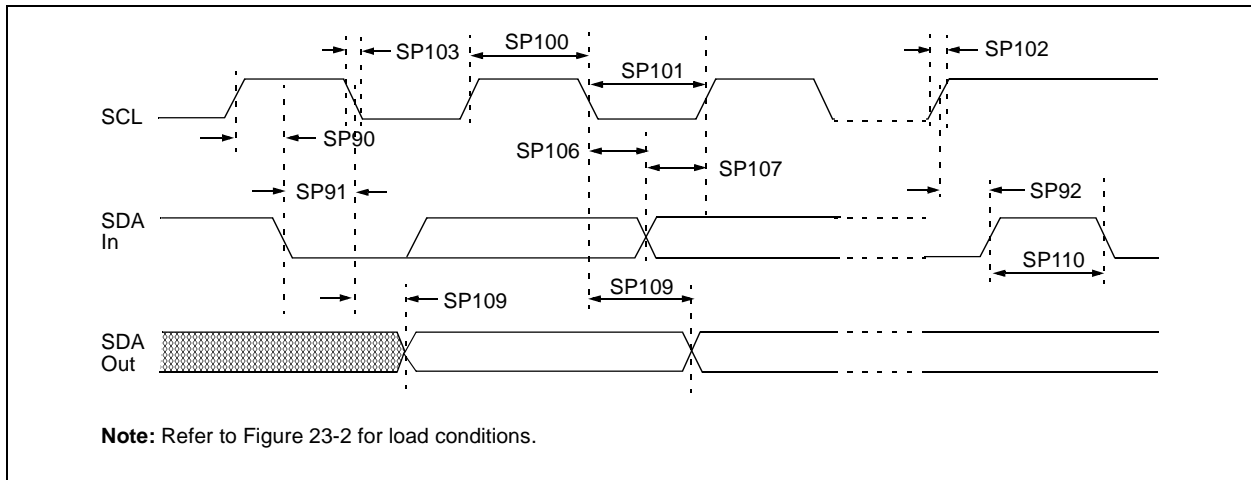 SP103
SP100
SP102
SP101
SCL
SP90
SP106
SP107
SP91
SP92
SDA
In
SP110
SP109
SP109
SDA
Out
Note: Refer to Figure 23-2 for load conditions.